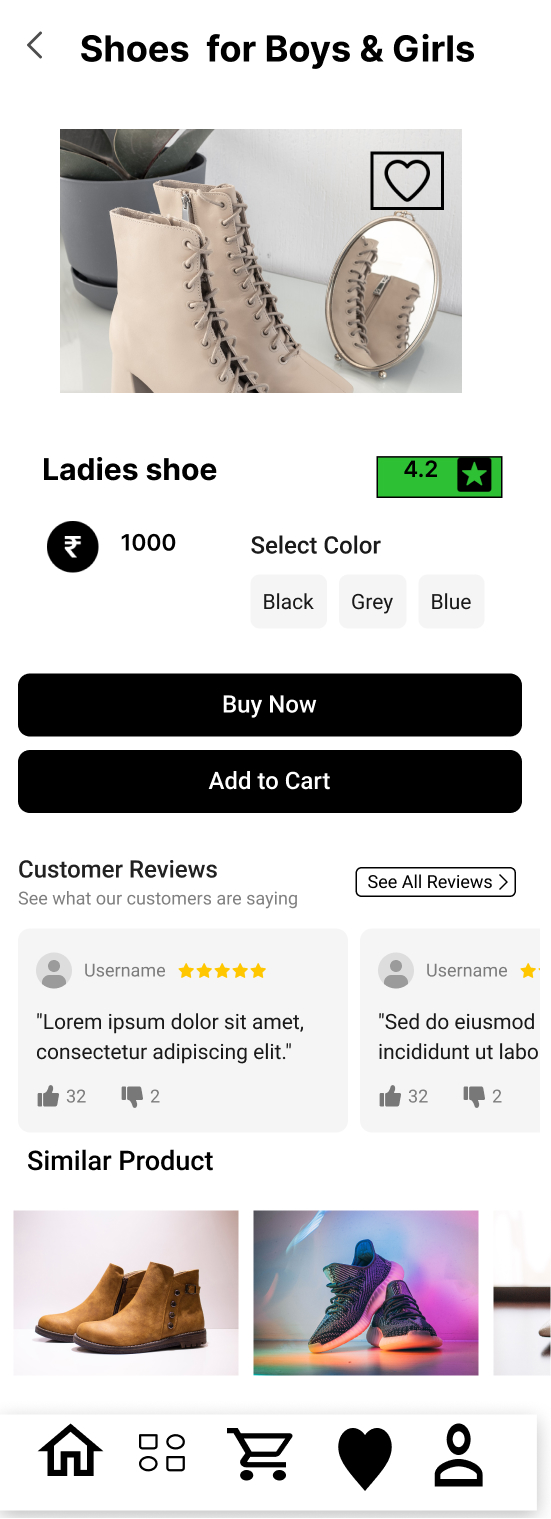 Shoes  for Boys & Girls
Ladies shoe
4.2
₹ 1000
Select Color
Black Grey Blue
Buy Now
Add to Cart
Customer Reviews
See what our customers are saying
See All Reviews
Username
"Lorem ipsum dolor sit amet,
consectetur adipiscing elit."
32 2
Username
"Sed do eiusmod
incididunt ut labo
32 2
Similar Product